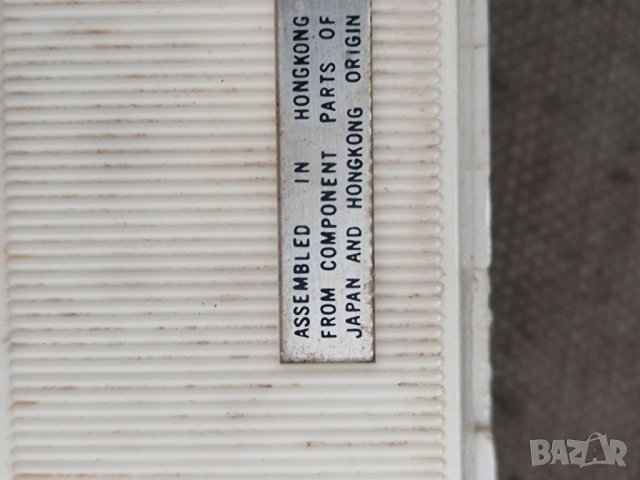 ASSEMBLED IN HONGKONG
FROM COMPONENT PARTS OF
JAPAN AND HONGKONG ORIGIN
BAZAR